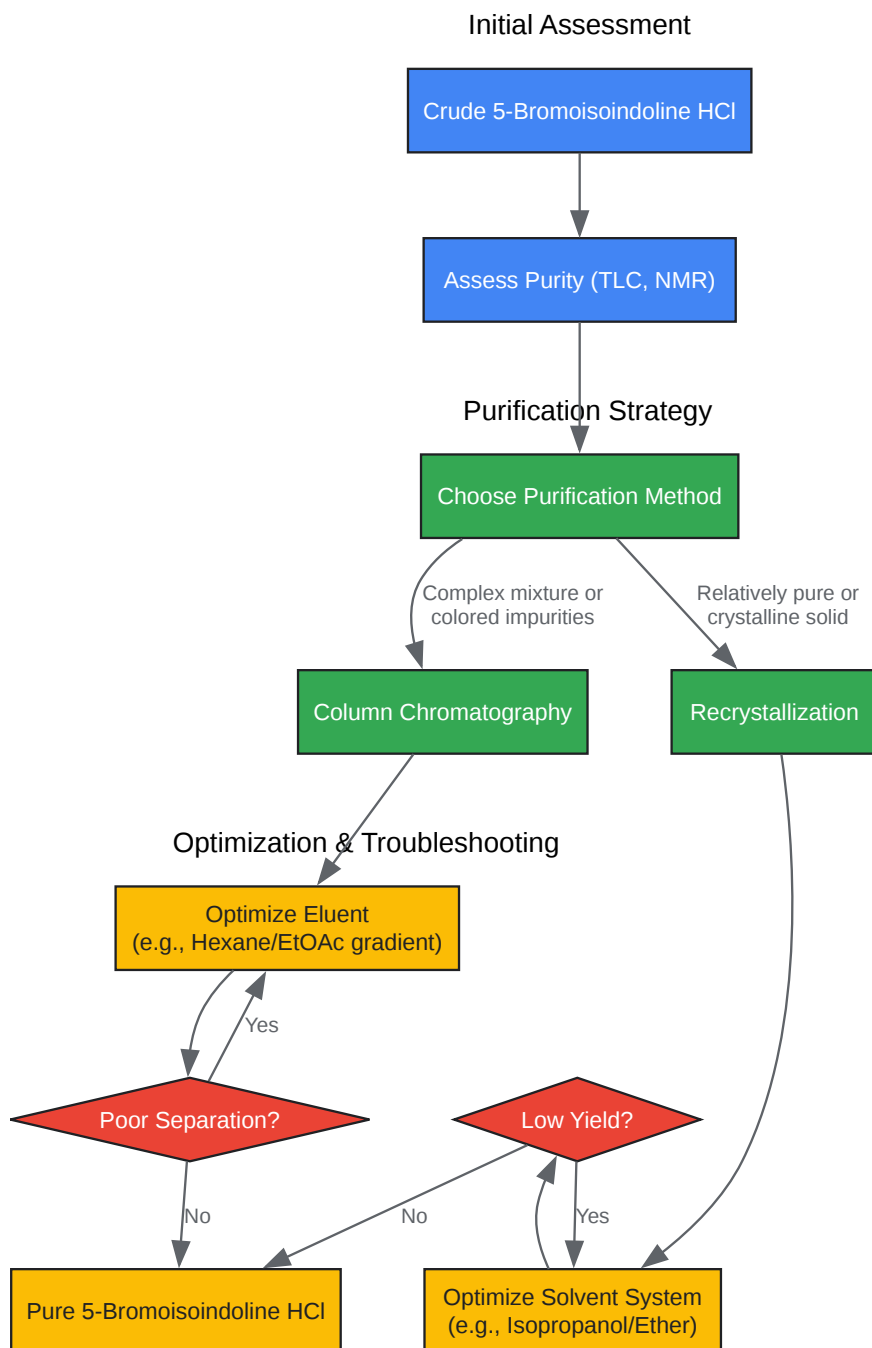 Initial Assessment
Crude 5-Bromoisoindoline HCl
Assess Purity (TLC, NMR)
Purification Strategy
Choose Purification Method
Complex mixture or
colored impurities
Relatively pure or
crystalline solid
Column Chromatography
Recrystallization
Optimization & Troubleshooting
Optimize Eluent
(e.g., Hexane/EtOAc gradient)
Yes
Poor Separation?
Low Yield?
No
No
Yes
Pure 5-Bromoisoindoline HCl
Optimize Solvent System
(e.g., Isopropanol/Ether)